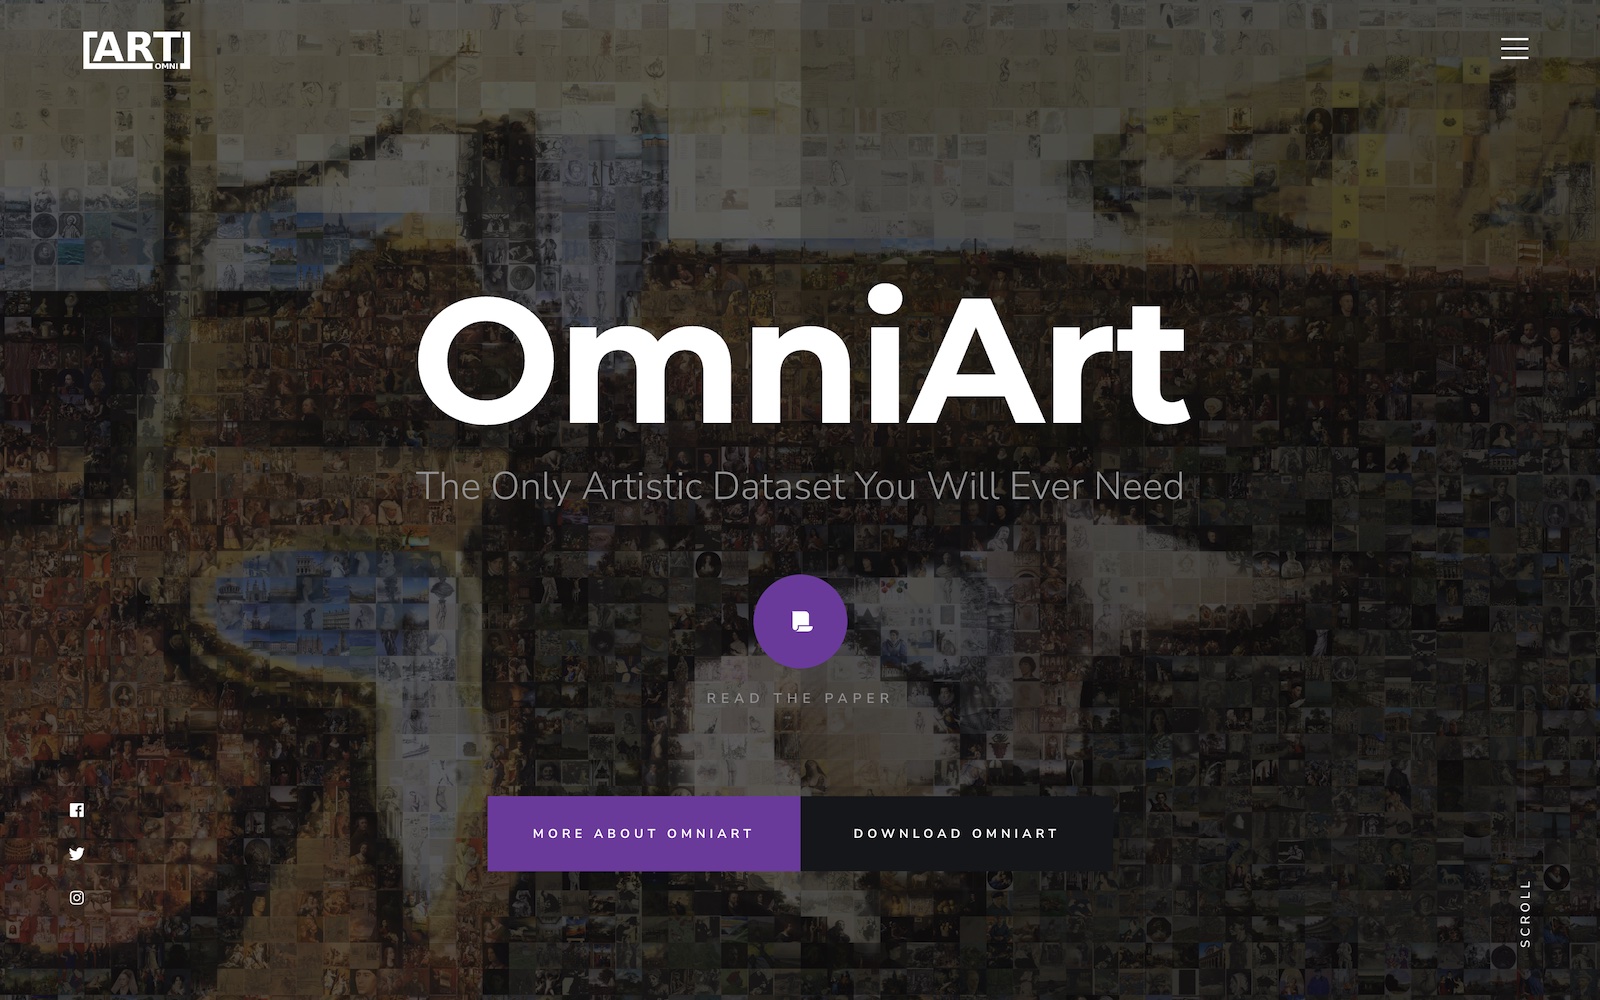 [ART]
OMNI
OmniArt
The Only Artistic Dataset You Will Ever Need
READ THE PAPER
MORE ABOUT OMNIART
DOWNLOAD OMNIART
SCROLL